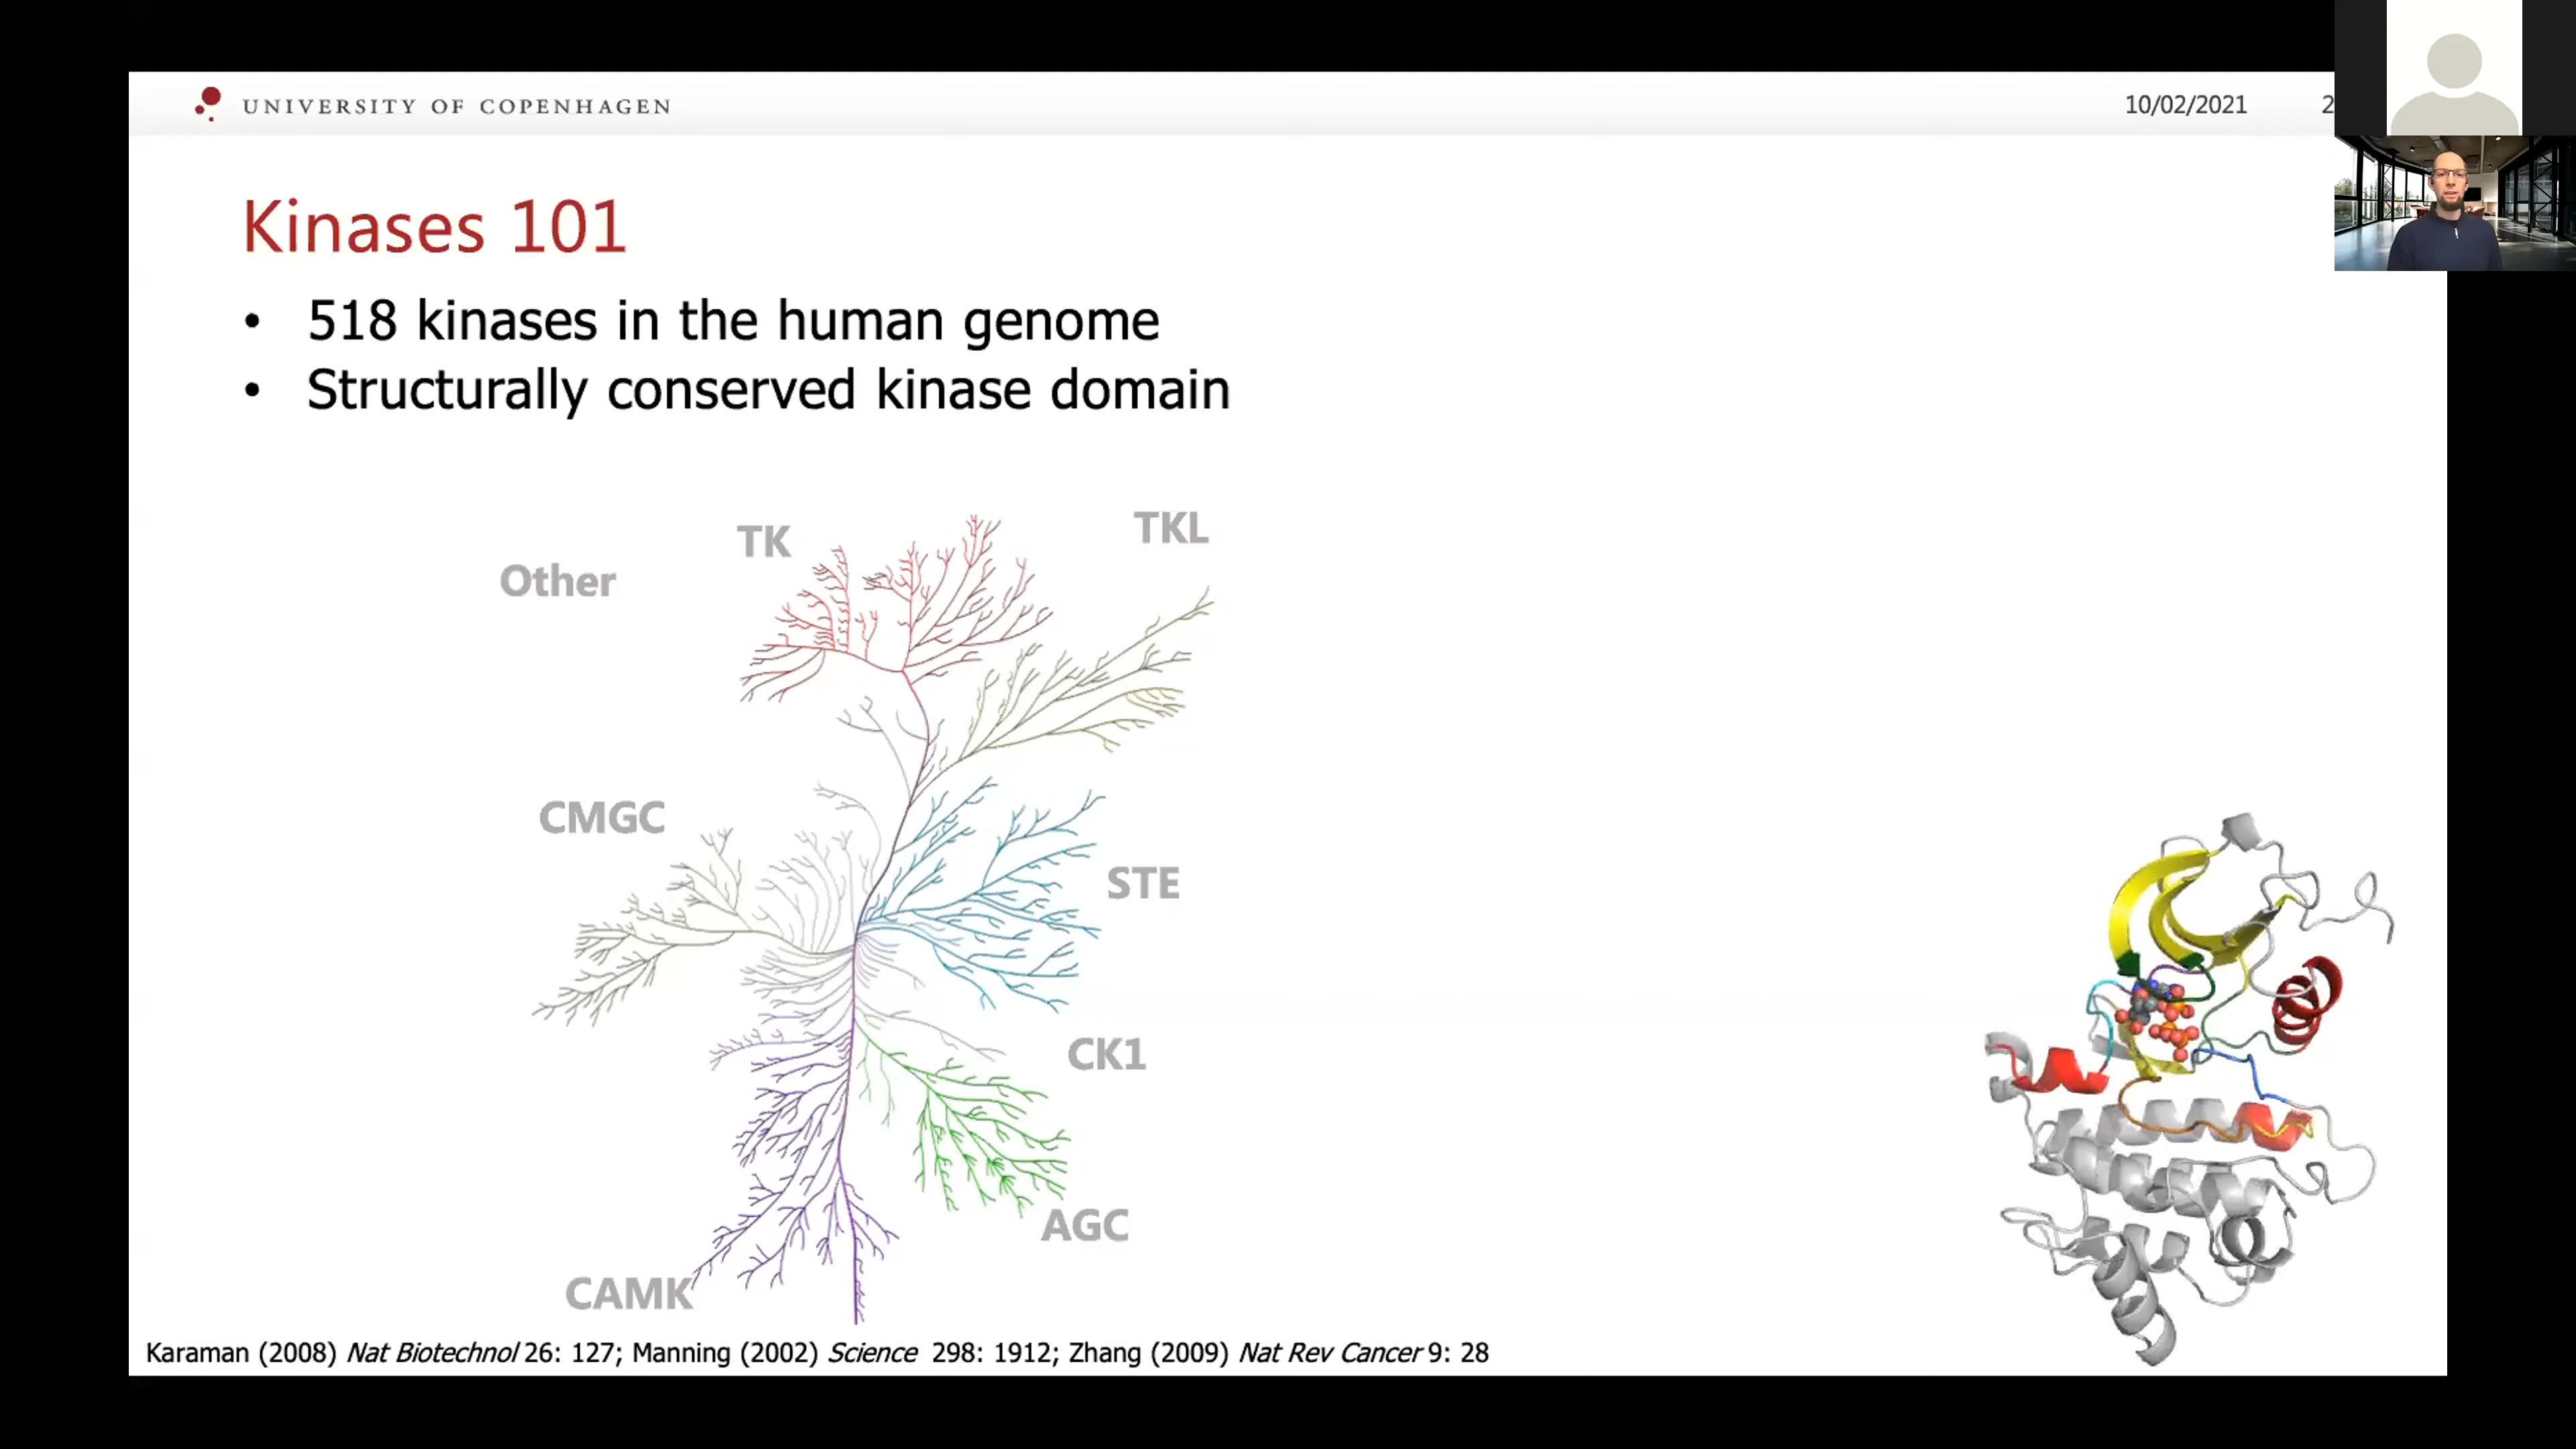 UNIVERSITY OF COPENHAGEN
10/02/2021 2
Kinases 101
• 518 kinases in the human genome
• Structurally conserved kinase domain
TK
TKL
Other
CMGC
STE
CK1
AGC
CAMK
Karaman (2008) Nat Biotechnol 26: 127; Manning (2002) Science 298: 1912; Zhang (2009) Nat Rev Cancer 9: 28